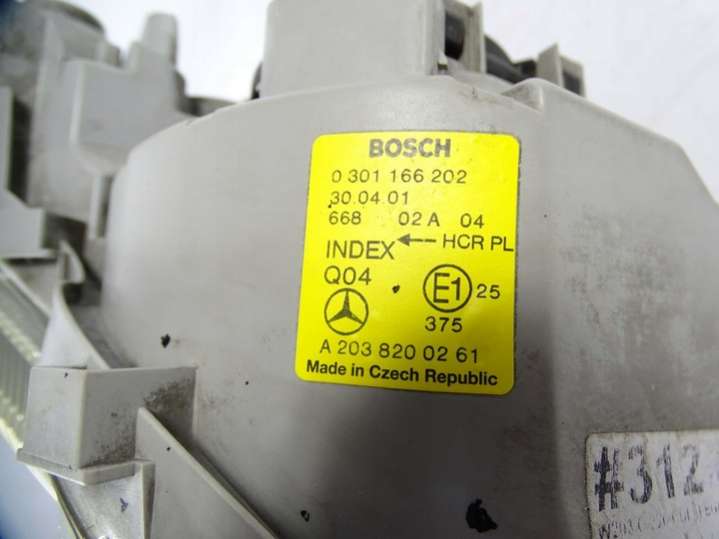 BOSCH
0 301 166 202
30.04.01
668 02 A 04
INDEX ←-- HCR PL
Q04
E1 25
375
A 203 820 02 61
Made in Czech Republic
#312